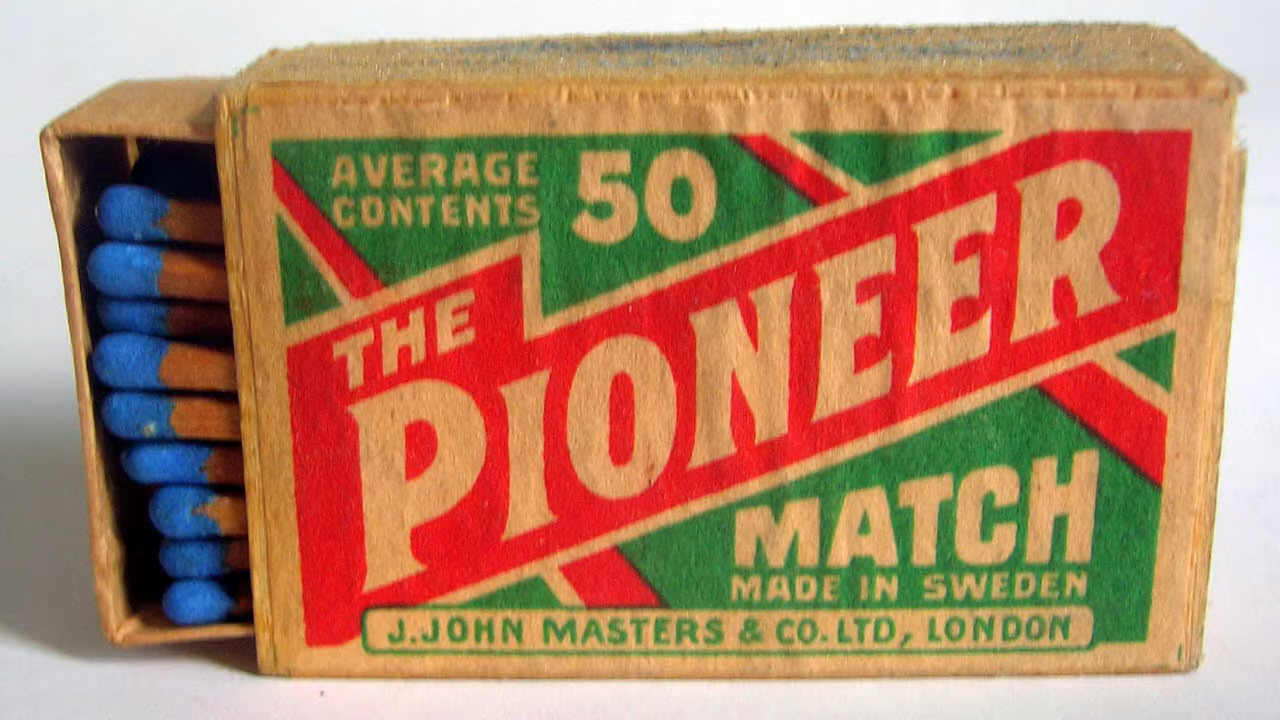 AVERAGE
CONTENTS 50
THE
PIONEER
MATCH
MADE IN SWEDEN
J. JOHN MASTERS & CO. LTD, LONDON